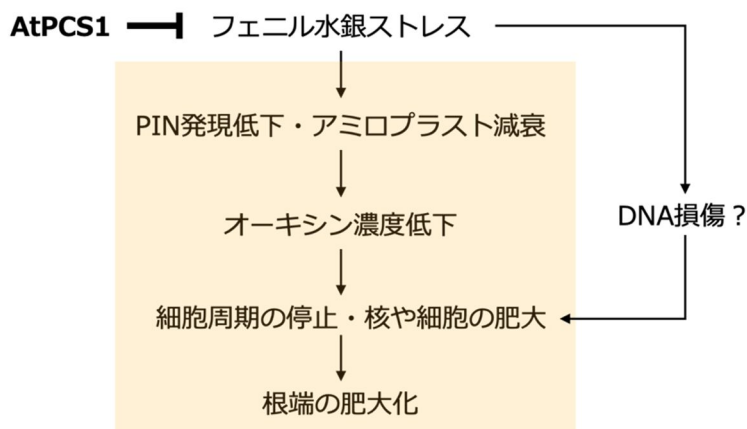 AtPCS1 フェニル水銀ストレス
PIN発現低下・アミロプラスト減衰
オーキシン濃度低下
DNA損傷？
細胞周期の停止・核や細胞の肥大
根端の肥大化